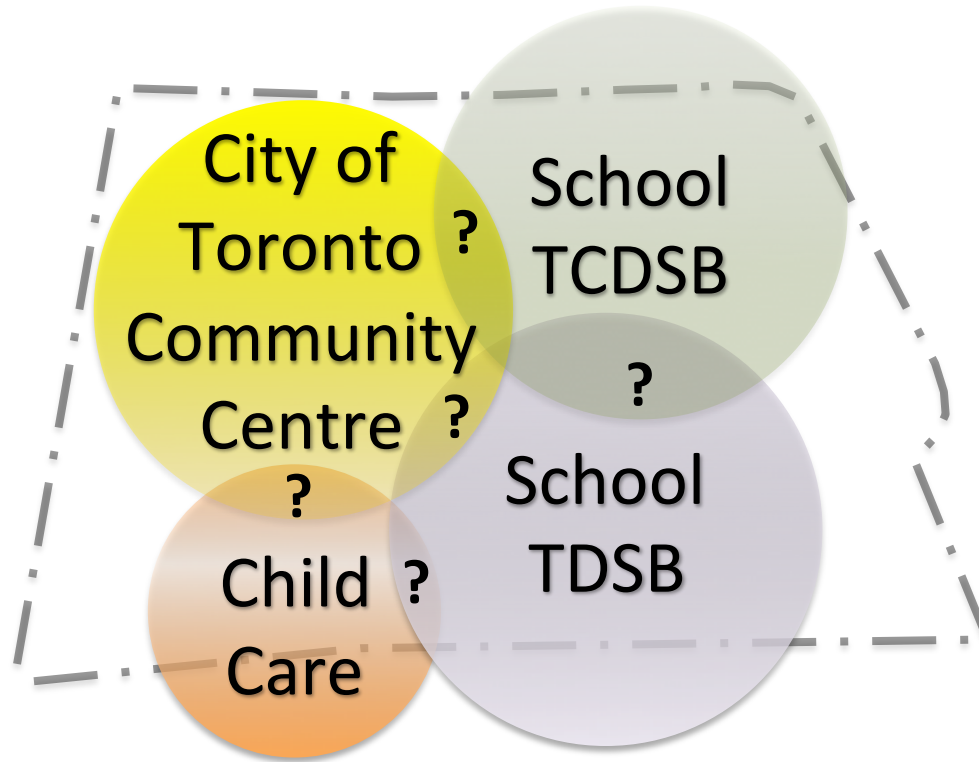 City of
Toronto
Community
Centre
?
School
TCDSB
?
?
School
TDSB
?
Child
Care
?